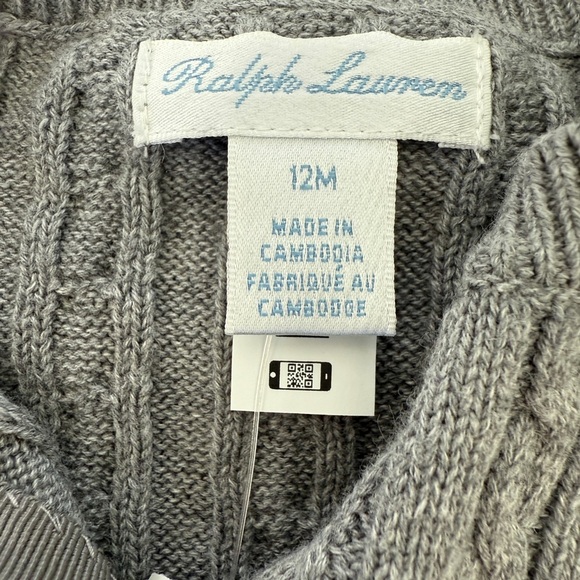 Ralph Lauren
12M
MADE IN
CAMBODIA
FABRIQUÉ AU
CAMBODGE